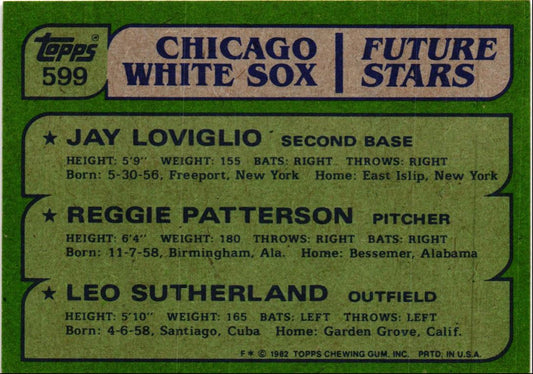 Topps®
599
CHICAGO
WHITE SOX
FUTURE
STARS
★ JAY LOVIGLIO SECOND BASE
HEIGHT: 5'9" WEIGHT: 155 BATS: RIGHT THROWS: RIGHT
Born: 5-30-56, Freeport, New York Home: East Islip, New York
★ REGGIE PATTERSON PITCHER
HEIGHT: 6'4" WEIGHT: 180 THROWS: RIGHT BATS: RIGHT
Born: 11-7-58, Birmingham, Ala. Home: Bessemer, Alabama
★ LEO SUTHERLAND OUTFIELD
HEIGHT: 5'10" WEIGHT: 165 BATS: LEFT THROWS: LEFT
Born: 4-6-58, Santiago, Cuba Home: Garden Grove, Calif.
F* © 1982 TOPPS CHEWING GUM, INC. PRTD. IN U.S.A.